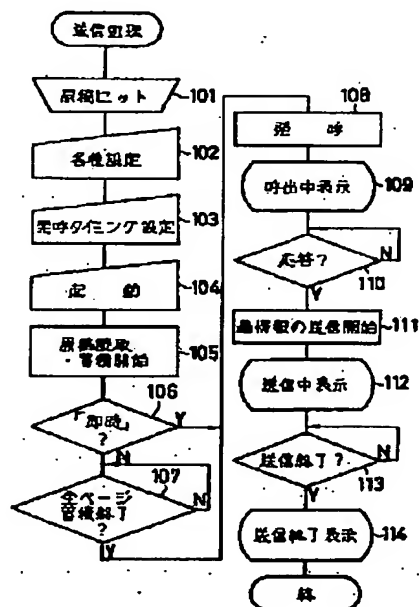 送信処理
原稿セット
101
各種設定
102
発呼タイミング設定
103
起動
104
原稿読取
・蓄積開始
105
106
「即時」
?
Y
N
107
全ページ
蓄積終了
?
N
Y
108
発呼
呼出中表示
109
応答?
N
110
Y
の送信開始
111
送信中表示
112
送信終了?
N
113
Y
送信終了表示
114
終